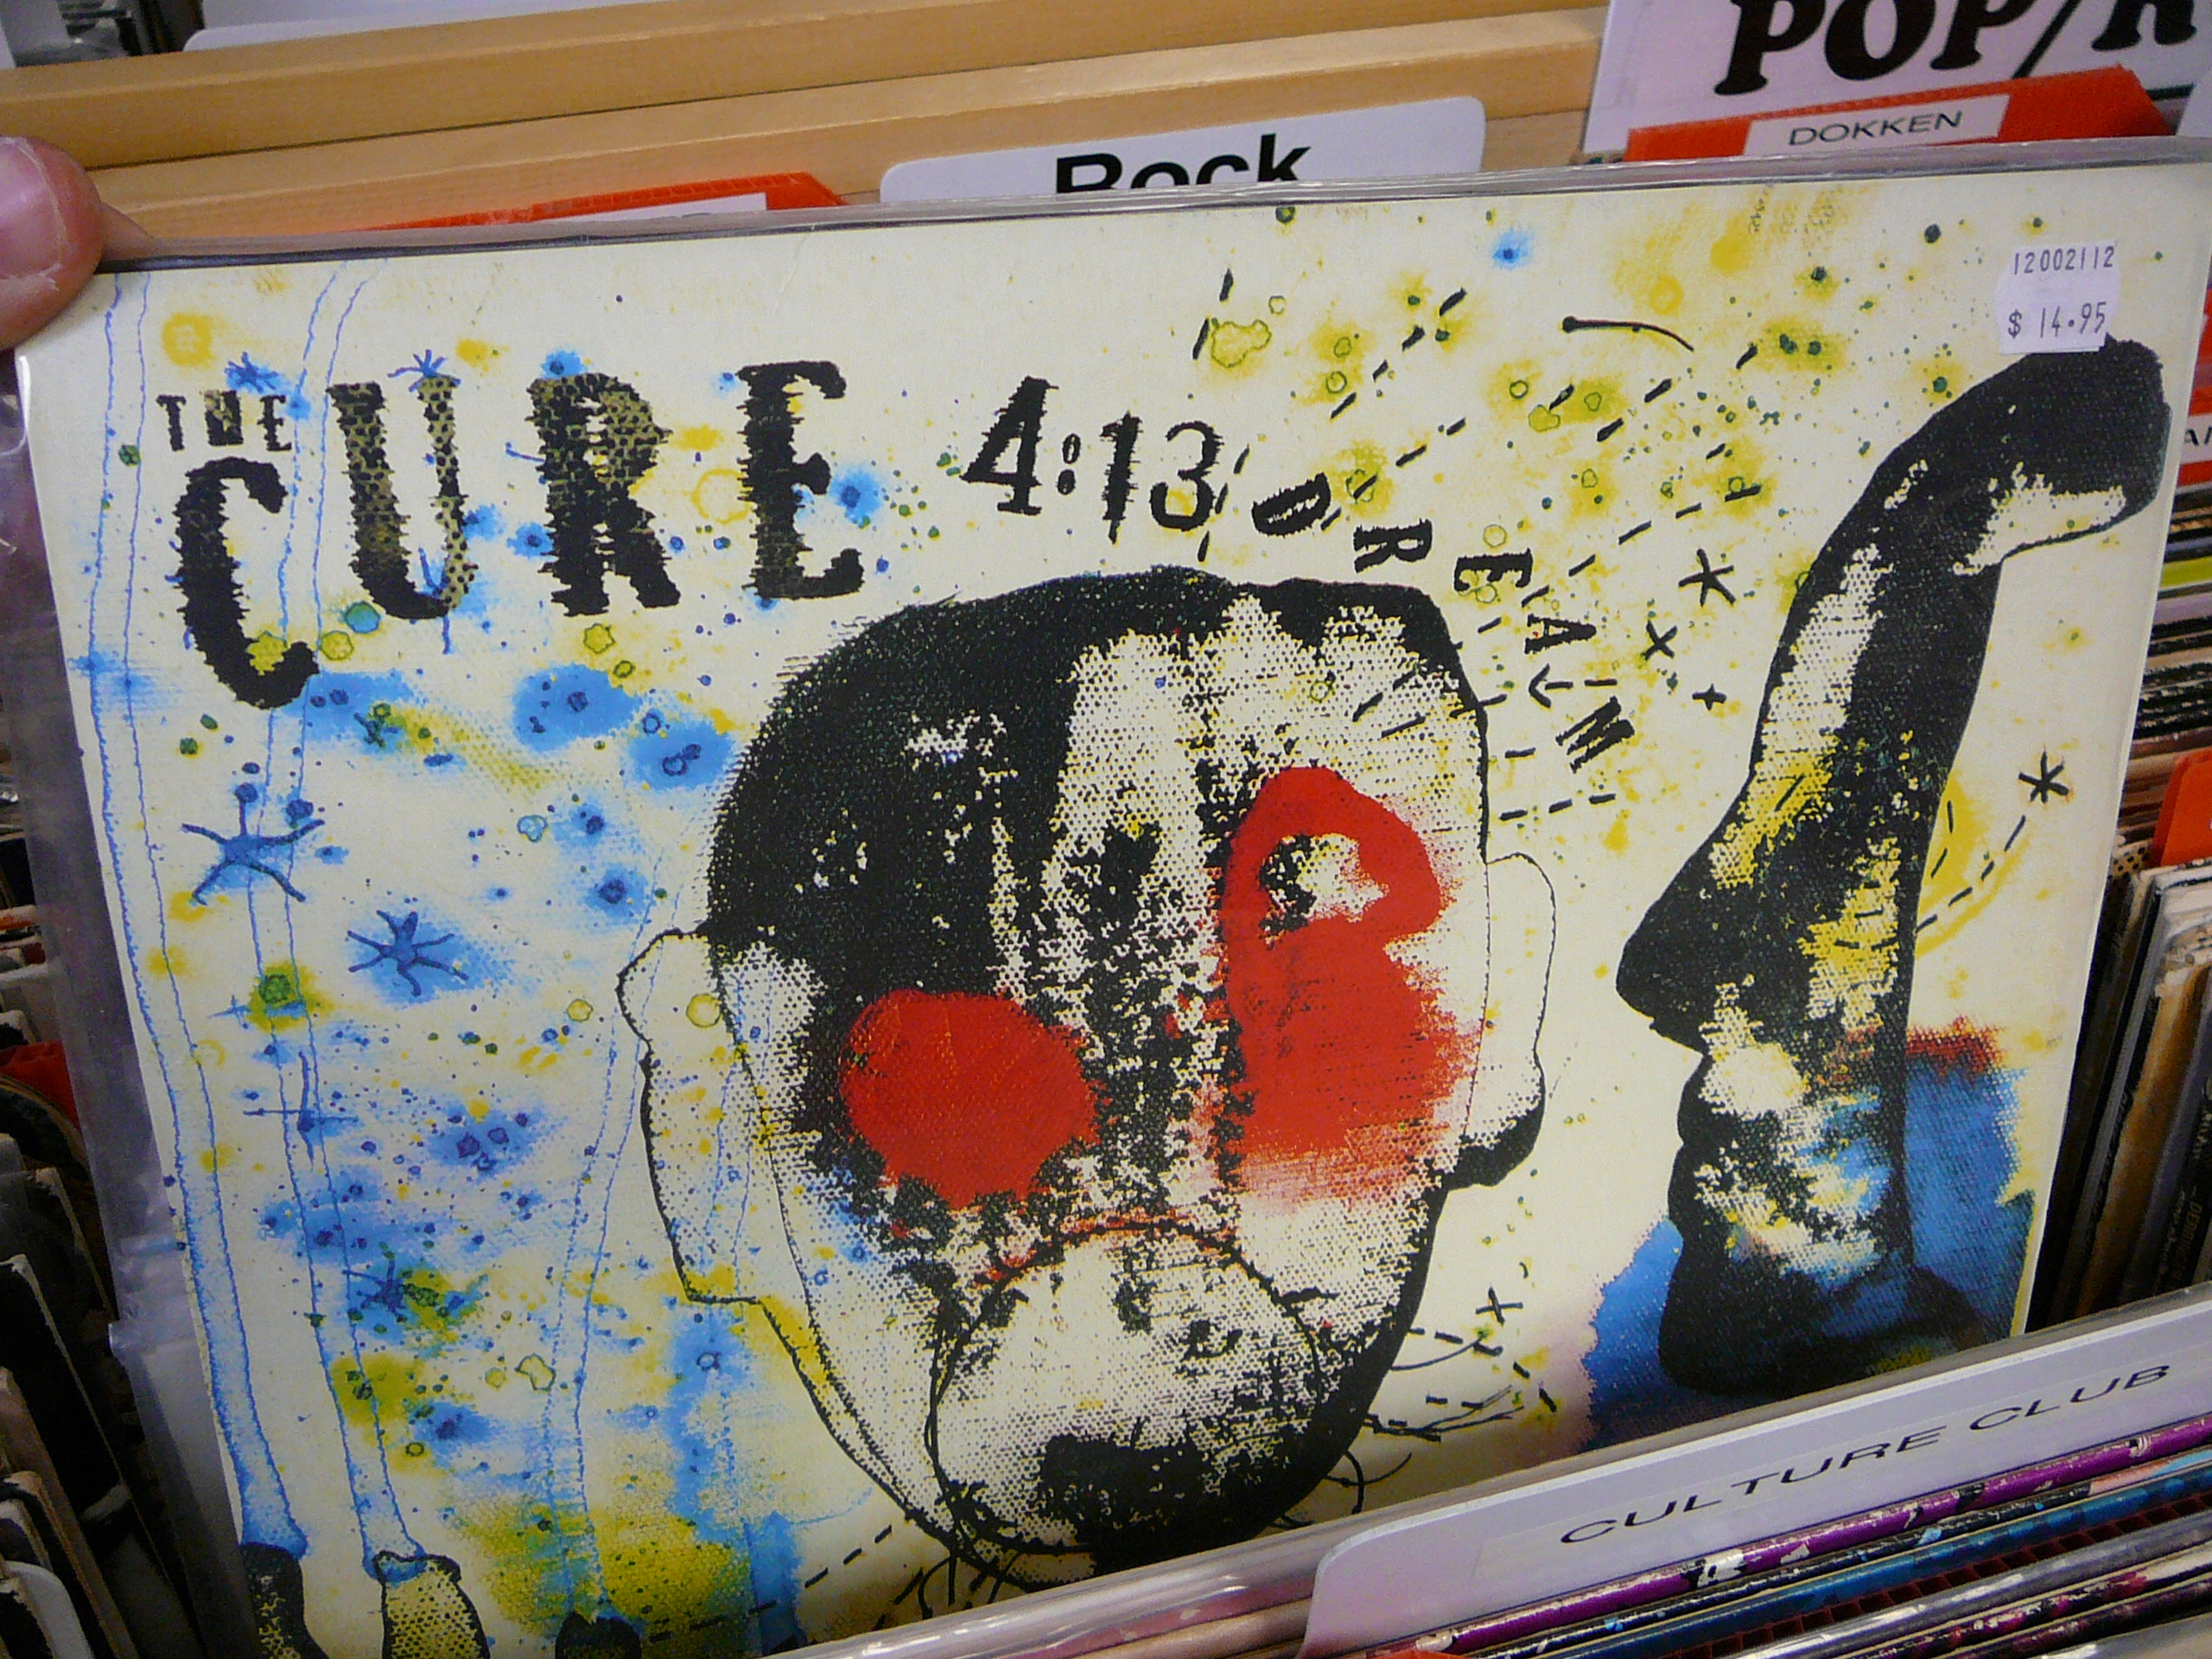 POP/R
DOKKEN
Rock
12002112
$ 14.95
THE
CURE 4:13 DREAM
CULTURE CLUB